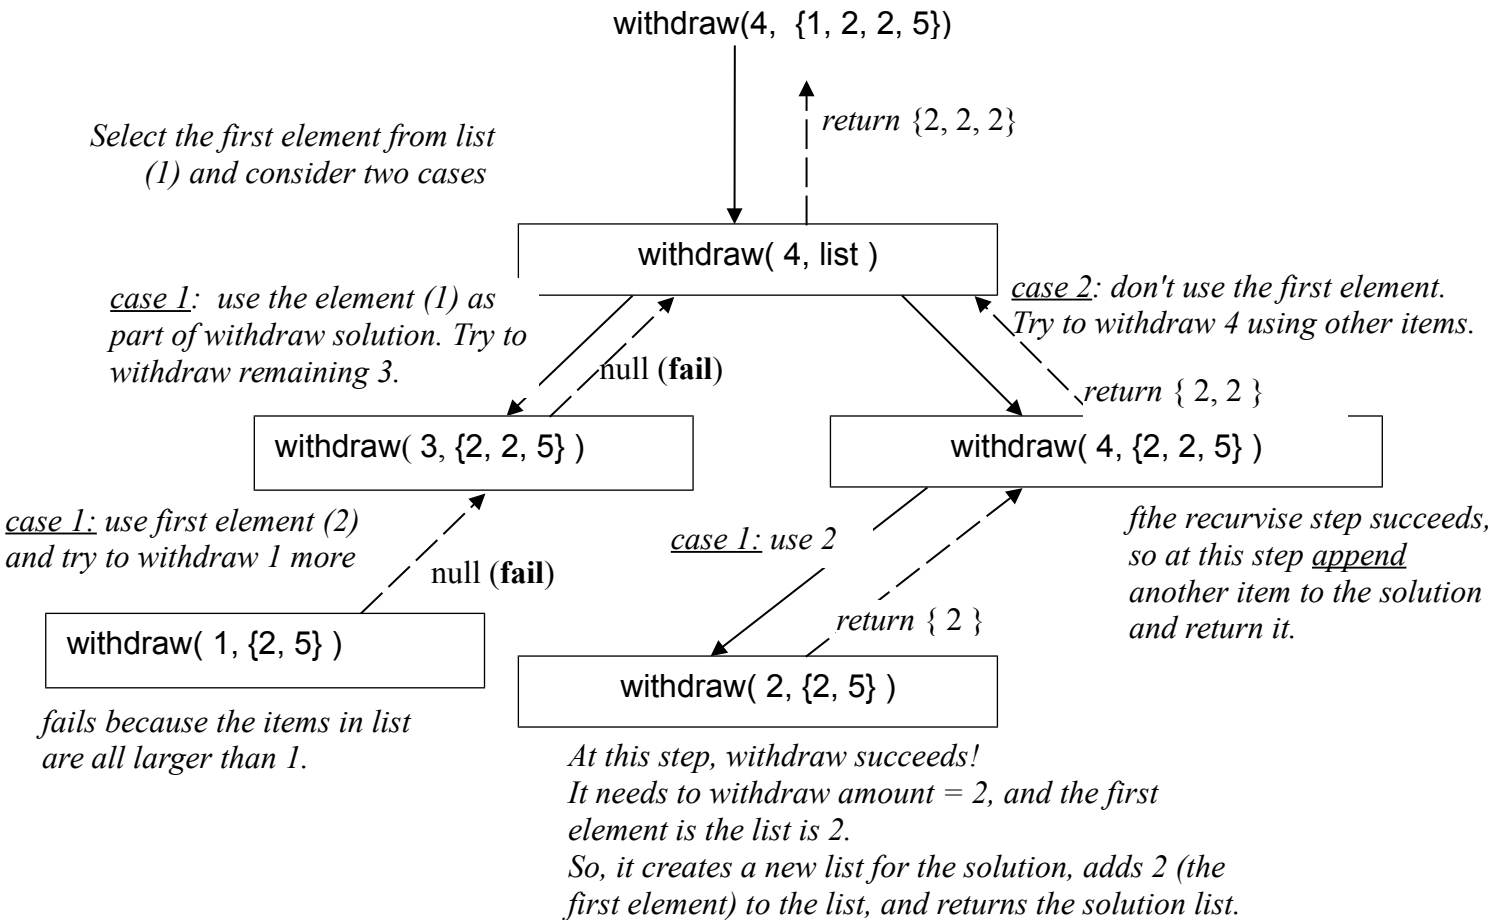 withdraw(4,  {1, 2, 2, 5})
return {2, 2, 2}
Select the first element from list
(1) and consider two cases
withdraw( 4, list )
case 1:  use the element (1) as
part of withdraw solution. Try to
withdraw remaining 3.
null (fail)
case 2: don't use the first element.
Try to withdraw 4 using other items.
return { 2, 2 }
withdraw( 3, {2, 2, 5} )
withdraw( 4, {2, 2, 5} )
case 1: use first element (2)
and try to withdraw 1 more
null (fail)
case 1: use 2
return { 2 }
fthe recurvise step succeeds,
so at this step append
another item to the solution
and return it.
withdraw( 1, {2, 5} )
withdraw( 2, {2, 5} )
fails because the items in list
are all larger than 1.
At this step, withdraw succeeds!
It needs to withdraw amount = 2, and the first
element is the list is 2.
So, it creates a new list for the solution, adds 2 (the
first element) to the list, and returns the solution list.